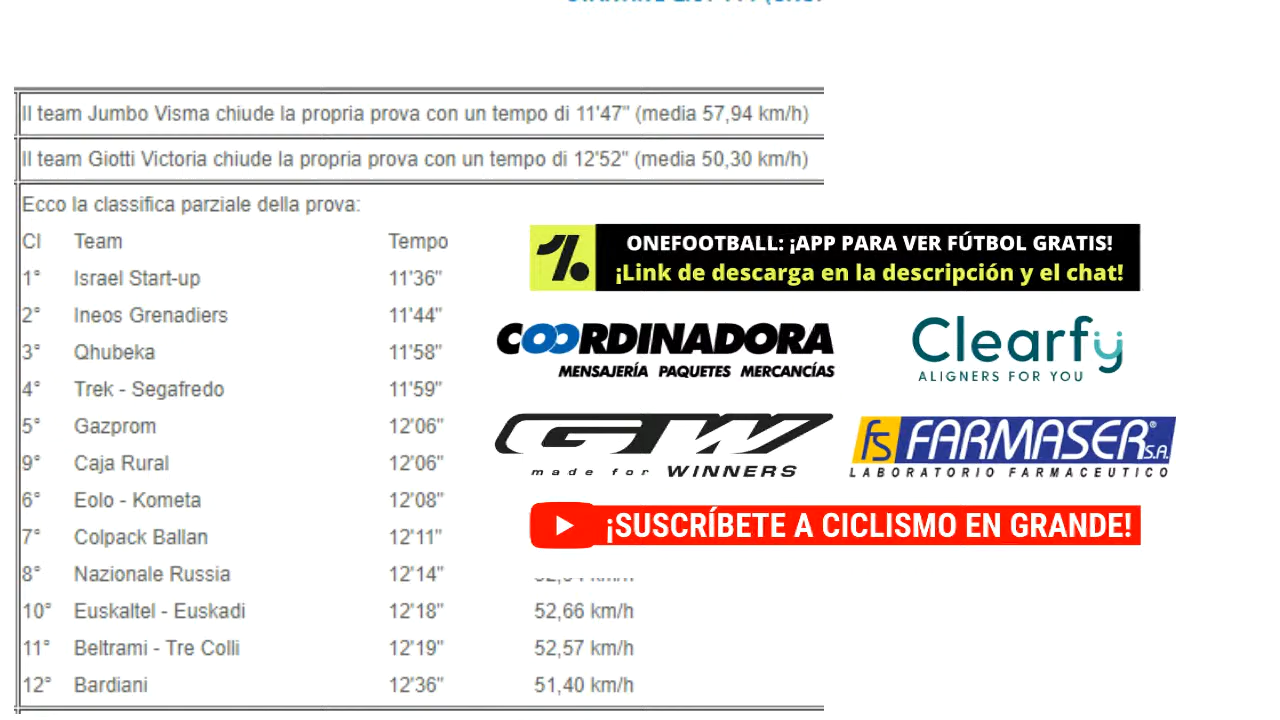 Il team Jumbo Visma chiude la propria prova con un tempo di 11'47" (media 57,94 km/h)
Il team Giotti Victoria chiude la propria prova con un tempo di 12'52" (media 50,30 km/h)
Ecco la classifica parziale della prova:
Cl Team Tempo
1° Israel Start-up 11'36"
2° Ineos Grenadiers 11'44"
3° Qhubeka 11'58"
4° Trek - Segafredo 11'59"
5° Gazprom 12'06"
9° Caja Rural 12'06"
6° Eolo - Kometa 12'08"
7° Colpack Ballan 12'11"
8° Nazionale Russia 12'14"
10° Euskaltel - Euskadi 12'18" 52,66 km/h
11° Beltrami - Tre Colli 12'19" 52,57 km/h
12° Bardiani 12'36" 51,40 km/h
1.
ONEFOOTBALL: ¡APP PARA VER FÚTBOL GRATIS!
¡Link de descarga en la descripción y el chat!
COORDINADORA
MENSAJERÍA PAQUETES MERCANCÍAS
Clearfy
ALIGNERS FOR YOU
GW
made for WINNERS
fs FARMASER® S.A.
LABORATORIO FARMACEUTICO
¡SUSCRÍBETE A CICLISMO EN GRANDE!